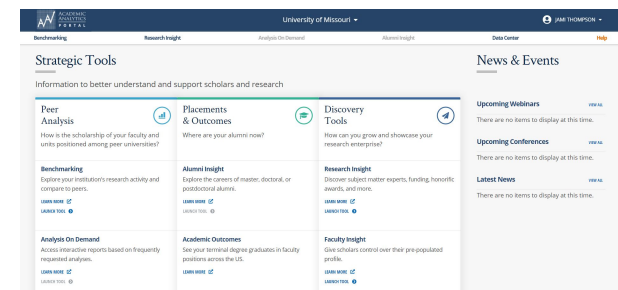 ACADEMIC
ANALYTICS
PORTAL
University of Missouri
JAMI THOMPSON
Benchmarking
Research Insight
Analysis On Demand
Alumni Insight
Data Center
Help
Strategic Tools
Information to better understand and support scholars and research
Peer
Analysis
How is the scholarship of your faculty and
units positioned among peer universities?
Benchmarking
Explore your institution's research activity and
compare to peers.
LEARN MORE
LAUNCH TOOL
Analysis On Demand
Access interactive reports based on frequently
requested analyses.
LEARN MORE
LAUNCH TOOL
Placements
& Outcomes
Where are your alumni now?
Alumni Insight
Explore the careers of master, doctoral, or
postdoctoral alumni.
LEARN MORE
LAUNCH TOOL
Academic Outcomes
See your terminal degree graduates in faculty
positions across the US.
LEARN MORE
LAUNCH TOOL
Discovery
Tools
How can you grow and showcase your
research enterprise?
Research Insight
Discover subject matter experts, funding, honorific
awards, and more.
LEARN MORE
LAUNCH TOOL
Faculty Insight
Give scholars control over their pre-populated
profile.
LEARN MORE
LAUNCH TOOL
News & Events
Upcoming Webinars
VIEW ALL
There are no items to display at this time.
Upcoming Conferences
VIEW ALL
There are no items to display at this time.
Latest News
VIEW ALL
There are no items to display at this time.